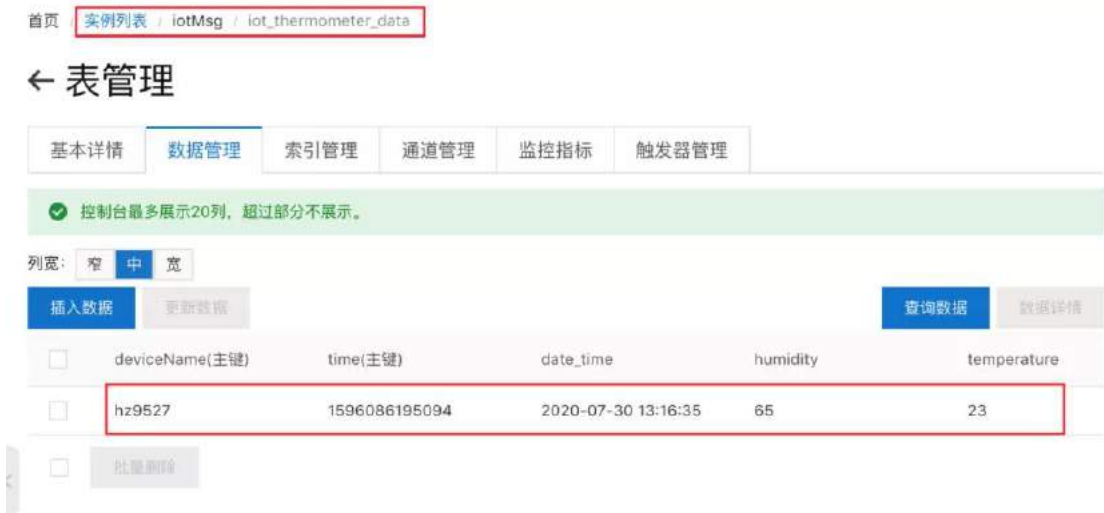 首页 / 实例列表 / iotMsg / iot_thermometer_data
← 表管理
基本详情 数据管理 索引管理 通道管理 监控指标 触发器管理
控制台最多展示20列，超过部分不展示。
列宽: 窄 中 宽
插入数据 更新数据 查询数据 数据详情
deviceName(主键) time(主键) date_time humidity temperature
hz9527 1596086195094 2020-07-30 13:16:35 65 23
批量删除